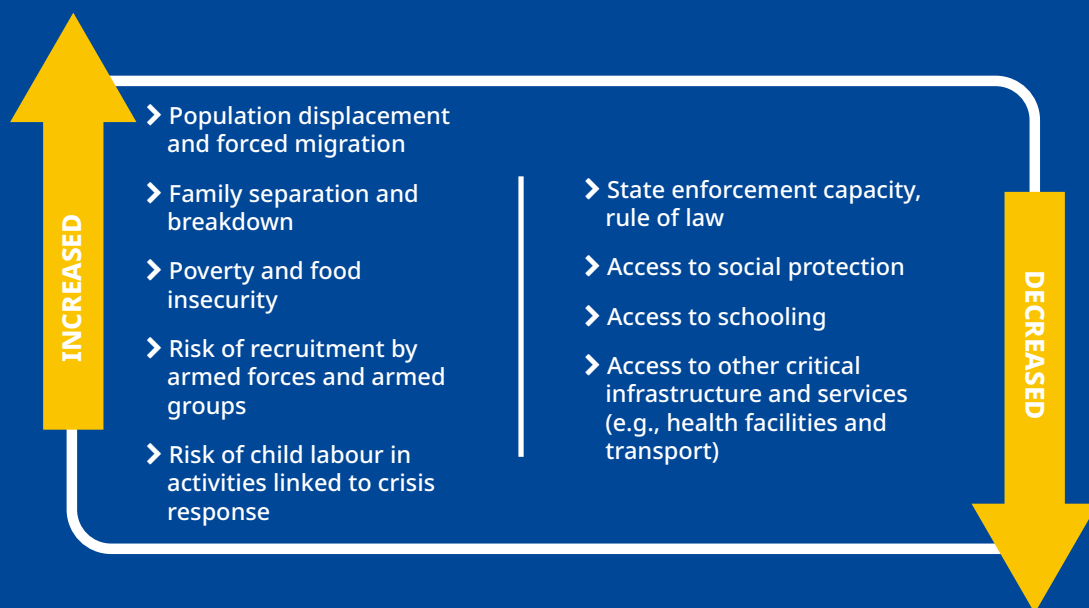 INCREASED
Population displacement
and forced migration
Family separation and
breakdown
Poverty and food
insecurity
Risk of recruitment by
armed forces and armed
groups
Risk of child labour in
activities linked to crisis
response
State enforcement capacity,
rule of law
Access to social protection
Access to schooling
Access to other critical
infrastructure and services
(e.g., health facilities and
transport)
DECREASED